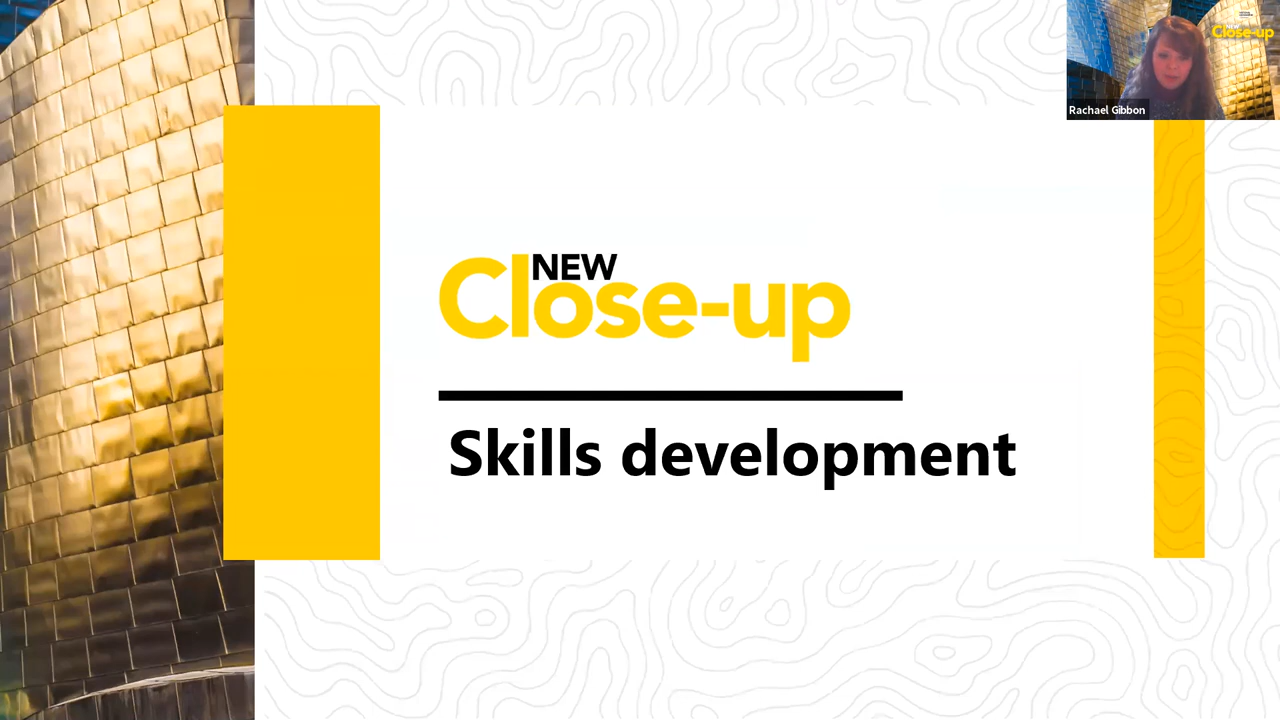 NEW
Close-up
Skills development
Close-up
Rachael Gibbon